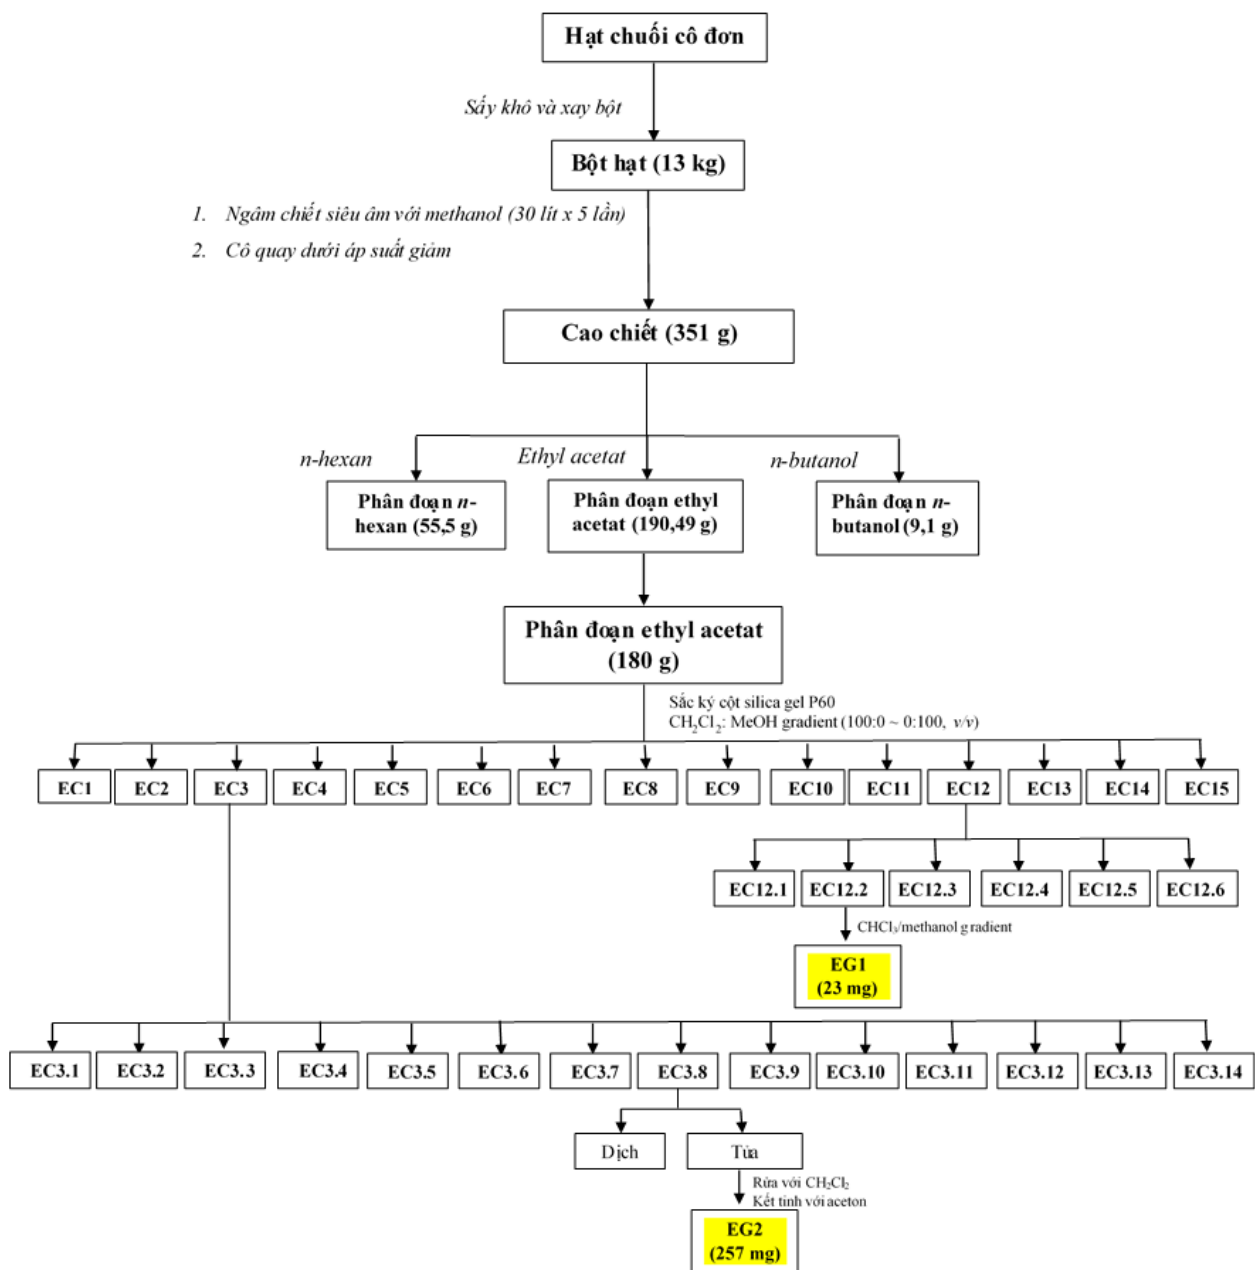 Hạt chuối cô đơn
Sấy khô và xay bột
Bột hạt (13 kg)
1. Ngâm chiết siêu âm với methanol (30 lít x 5 lần)
2. Cô quay dưới áp suất giảm
Cao chiết (351 g)
n-hexan
Ethyl acetat
n-butanol
Phân đoạn n-
hexan (55,5 g)
Phân đoạn ethyl
acetat (190,49 g)
Phân đoạn n-
butanol (9,1 g)
Phân đoạn ethyl acetat
(180 g)
Sắc ký cột silica gel P60
CH₂Cl₂: MeOH gradient (100:0 ~ 0:100, v/v)
EC1
EC2
EC3
EC4
EC5
EC6
EC7
EC8
EC9
EC10
EC11
EC12
EC13
EC14
EC15
EC12.1
EC12.2
EC12.3
EC12.4
EC12.5
EC12.6
CHCl₃/methanol gradient
EG1
(23 mg)
EC3.1
EC3.2
EC3.3
EC3.4
EC3.5
EC3.6
EC3.7
EC3.8
EC3.9
EC3.10
EC3.11
EC3.12
EC3.13
EC3.14
Dịch
Tủa
Rửa với CH₂Cl₂
Kết tinh với aceton
EG2
(257 mg)